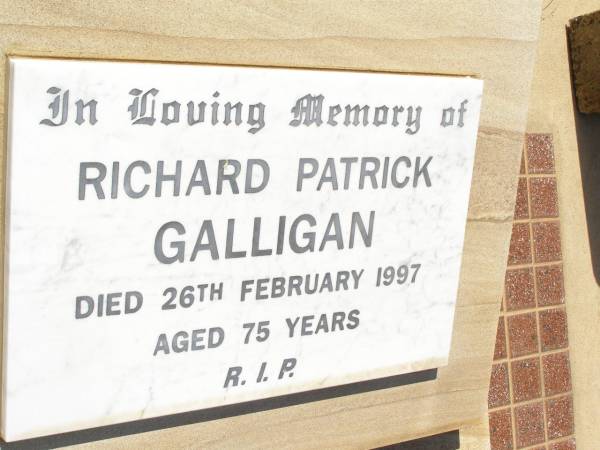 In Loving Memory of
RICHARD PATRICK
GALLIGAN
DIED 26TH FEBRUARY 1997
AGED 75 YEARS
R.I.P.